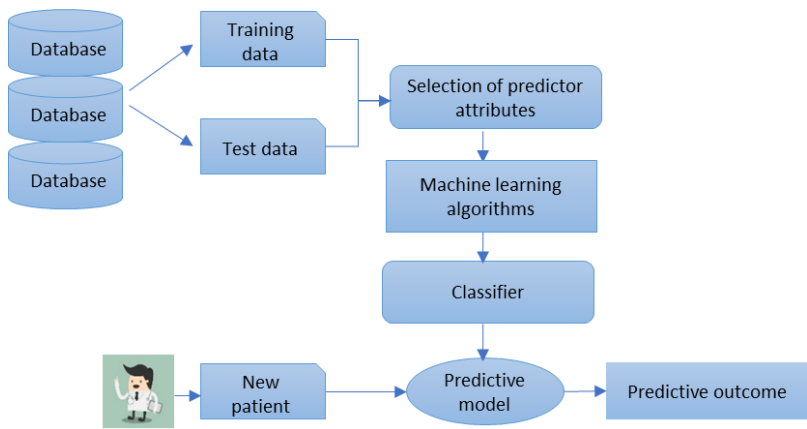 Database
Database
Database
Training
data
Test data
Selection of predictor
attributes
Machine learning
algorithms
Classifier
New
patient
Predictive
model
Predictive outcome